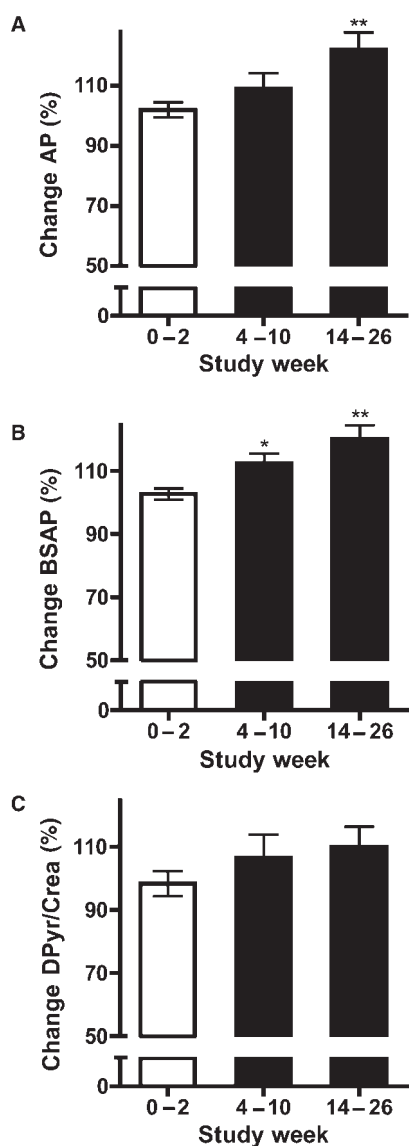 A
**
Change AP (%)
110
90
70
50
0
0–2 4–10 14–26
Study week
B
**
*
Change BSAP (%)
110
90
70
50
0
0–2 4–10 14–26
Study week
C
Change DPyr/Crea (%)
110
90
70
50
0
0–2 4–10 14–26
Study week